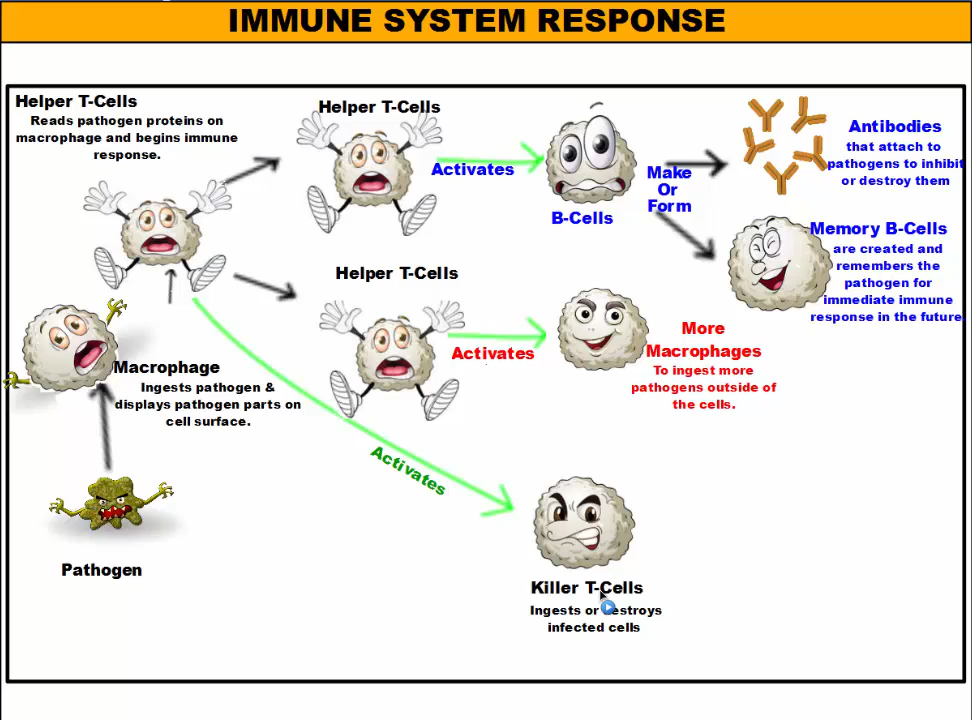 IMMUNE SYSTEM RESPONSE
Helper T-Cells
Reads pathogen proteins on
macrophage and begins immune
response.
Helper T-Cells
Activates
B-Cells
Make
Or
Form
Antibodies
that attach to
pathogens to inhibit
or destroy them
Memory B-Cells
are created and
remembers the
pathogen for
immediate immune
response in the future
Helper T-Cells
Activates
More
Macrophages
To ingest more
pathogens outside of
the cells.
Macrophage
Ingests pathogen &
displays pathogen parts on
cell surface.
Activates
Pathogen
Killer T-Cells
Ingests or destroys
infected cells